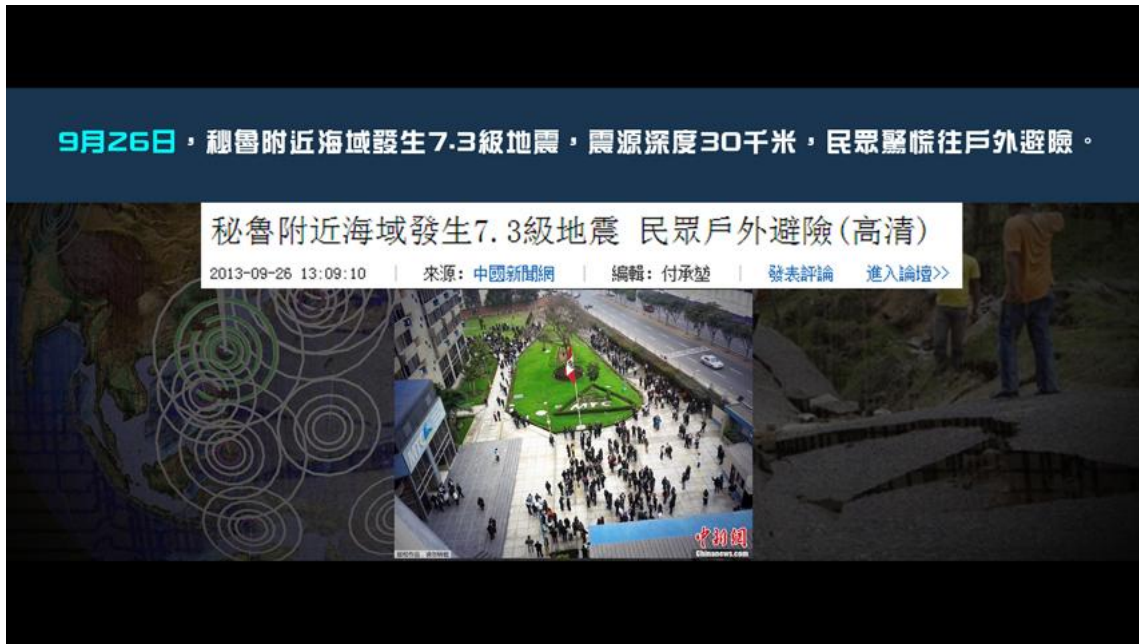 9月26日，秘魯附近海域發生7.3級地震，震源深度30千米，民眾驚慌往戶外避險。
秘魯附近海域發生7.3級地震 民眾戶外避險(高清)
2013-09-26 13:09:10 | 來源: 中國新聞網 | 編輯: 付承堃 | 發表評論 進入論壇>>
中新網
Chinanews.com